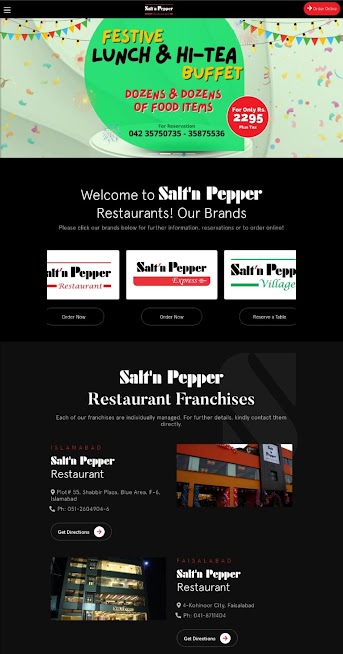 Salt'n Pepper
Order Online
FESTIVE
LUNCH & HI-TEA
BUFFET
DOZENS & DOZENS
OF FOOD ITEMS
For Reservation
042 35750735 - 35875536
For Only Rs.
2295
Plus Tax
Welcome to Salt'n Pepper
Restaurants! Our Brands
Please click our brands below for further information, reservations or to order online!
Salt'n Pepper
Restaurant
Salt'n Pepper
Express
Salt'n Pepp
Village
Order Now
Order Now
Reserve a Table
Salt'n Pepper
Restaurant Franchises
Each of our franchises are individually managed. For further details, kindly contact them
directly.
ISLAMABAD
Salt'n Pepper
Restaurant
Plot# 55, Shabbir Plaza, Blue Area, F-6,
Islamabad
Ph: 051-2604904-6
Get Directions
FAISALABAD
Salt'n Pepper
Restaurant
4-Kohinoor City, Faisalabad
Ph: 041-8711404
Get Directions